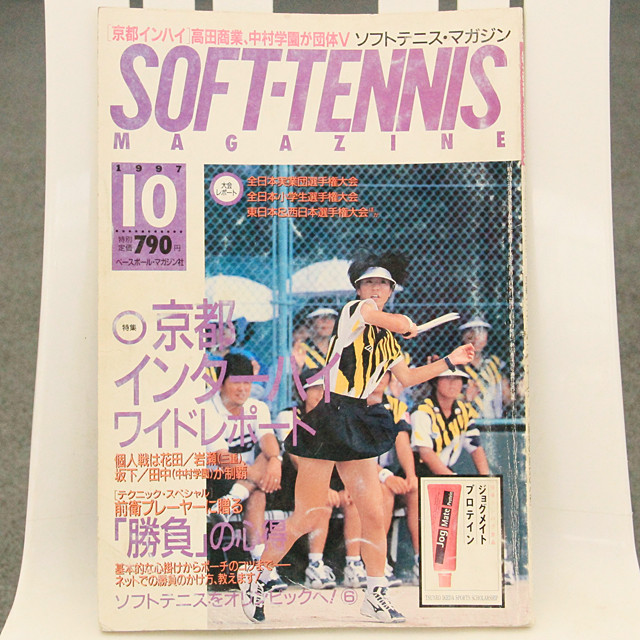 [京都インハイ]高田商業、中村学園が団体V ソフトテニス・マガジン
SOFT-TENNIS
MAGAZINE
1997
10
特別定価790円
ベースボール・マガジン社
大会レポート
全日本実業団選手権大会
全日本小学生選手権大会
東日本&西日本選手権大会ほか
特集
京都
インターハイ
ワイドレポート
個人戦は花田/岩瀬(三重)、
坂下/田中(中村学園)が制覇
[テクニック・スペシャル]
前衛プレーヤーに贈る
「勝負」の心得
基本的な心掛けからポーチのコツまで──
ネットでの勝負のかけ方、教えます!
ソフトテニスをオリンピックへ!⑥
ジョグメイト
プロテイン
Jog Mate Protein